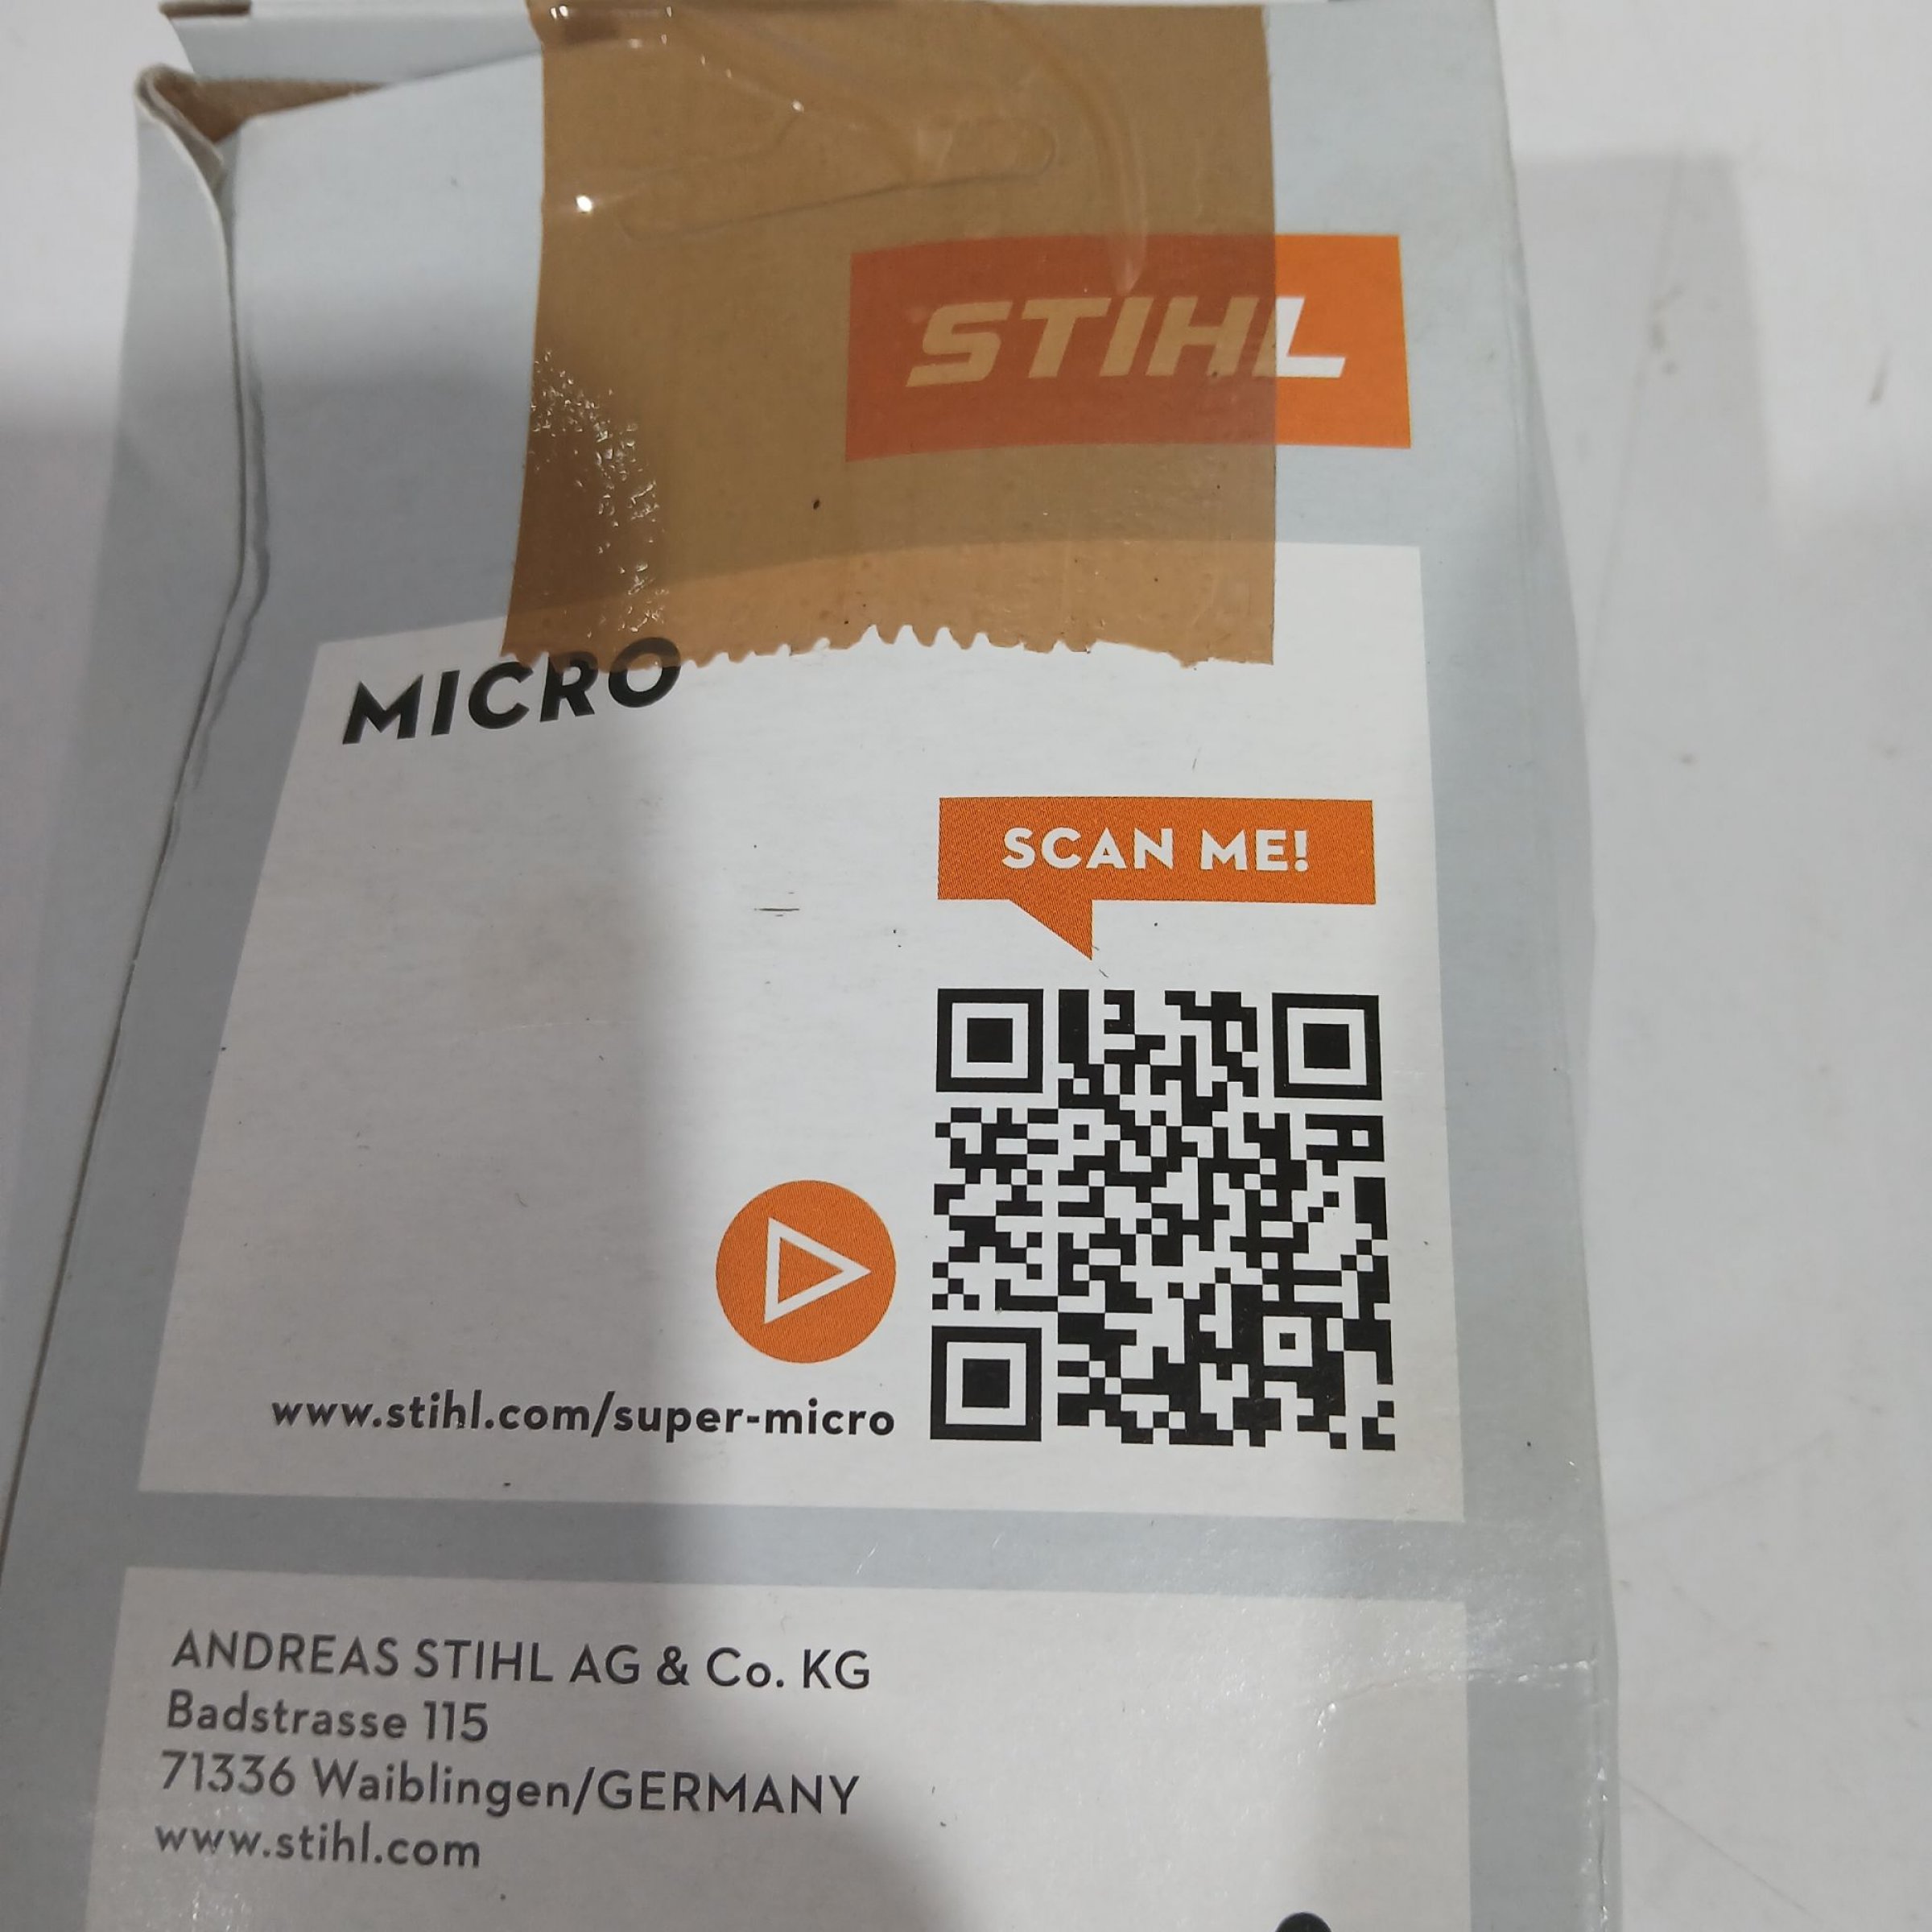 STIHL
MICRO
SCAN ME!
www.stihl.com/super-micro
ANDREAS STIHL AG & Co. KG
Badstrasse 115
71336 Waiblingen/GERMANY
www.stihl.com